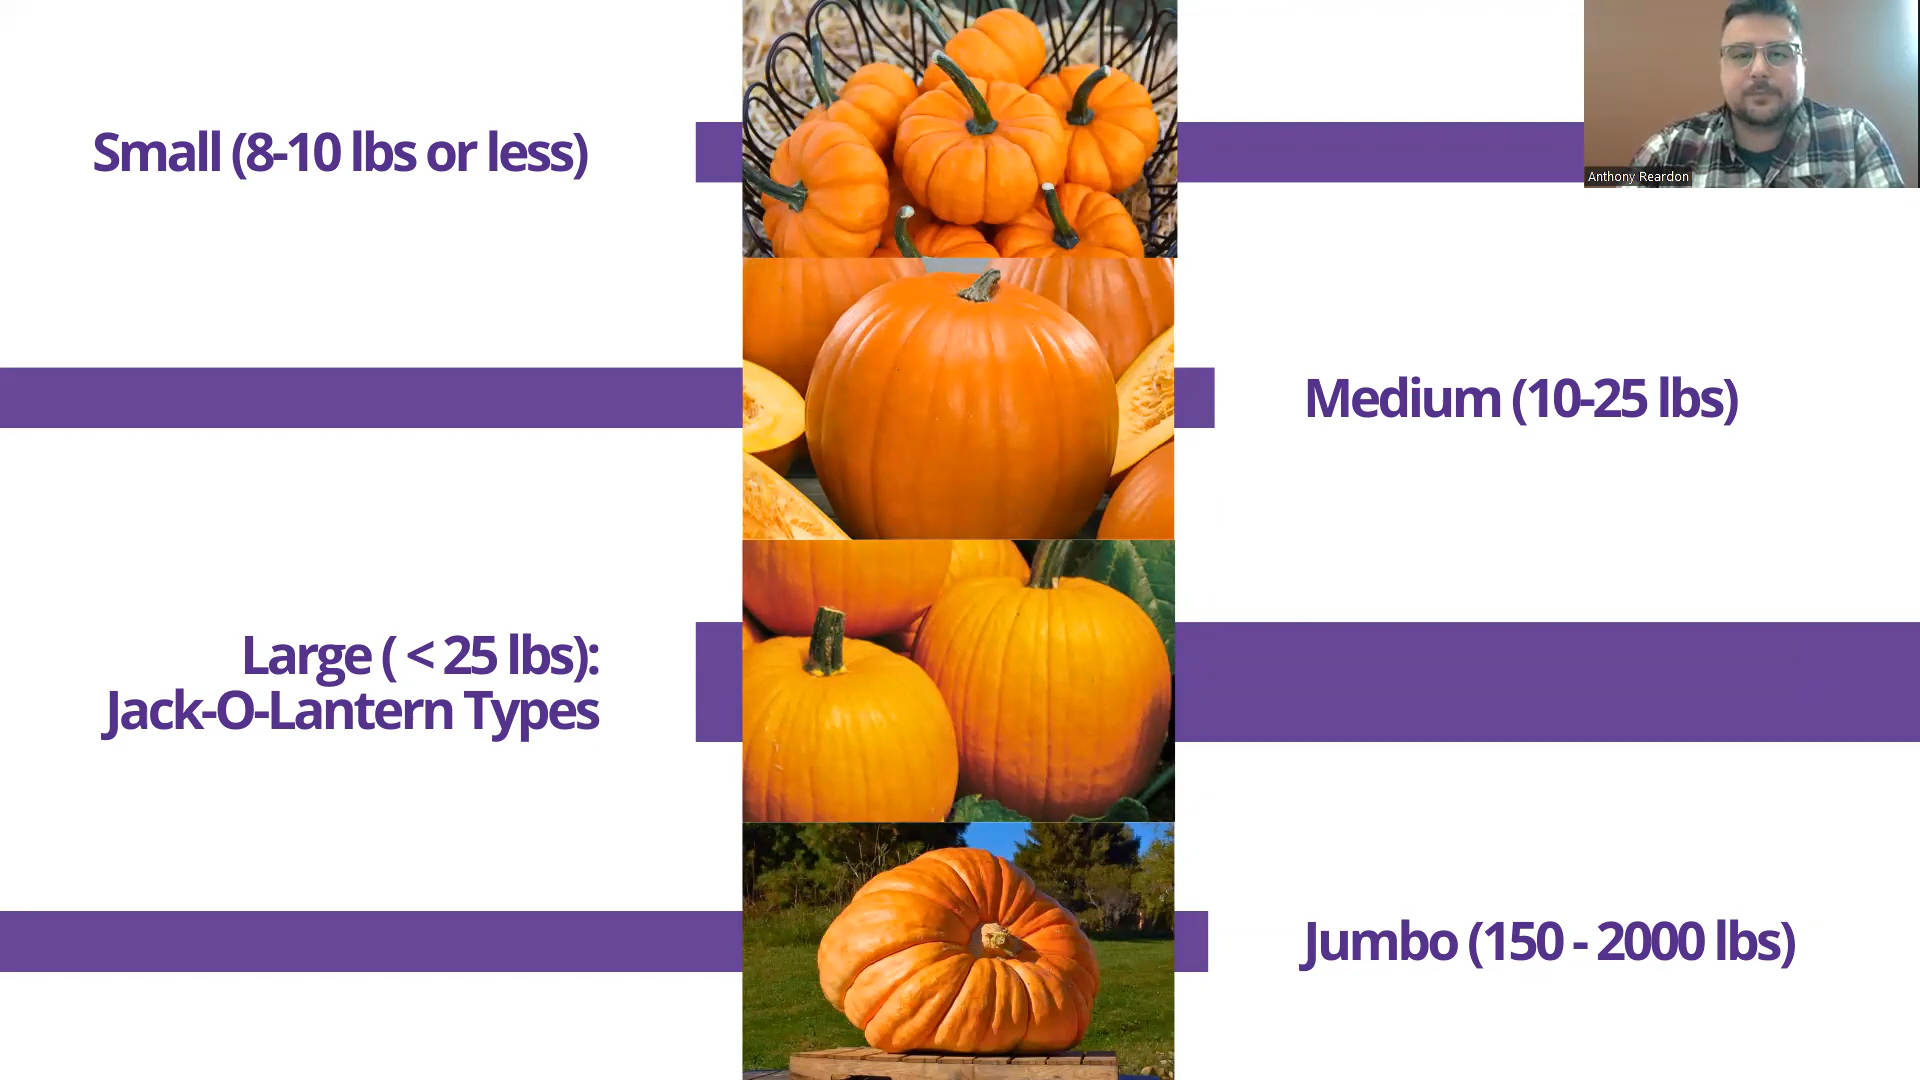 Small (8-10 lbs or less)
Anthony Reardon
Medium (10-25 lbs)
Large ( < 25 lbs):
Jack-O-Lantern Types
Jumbo (150 - 2000 lbs)